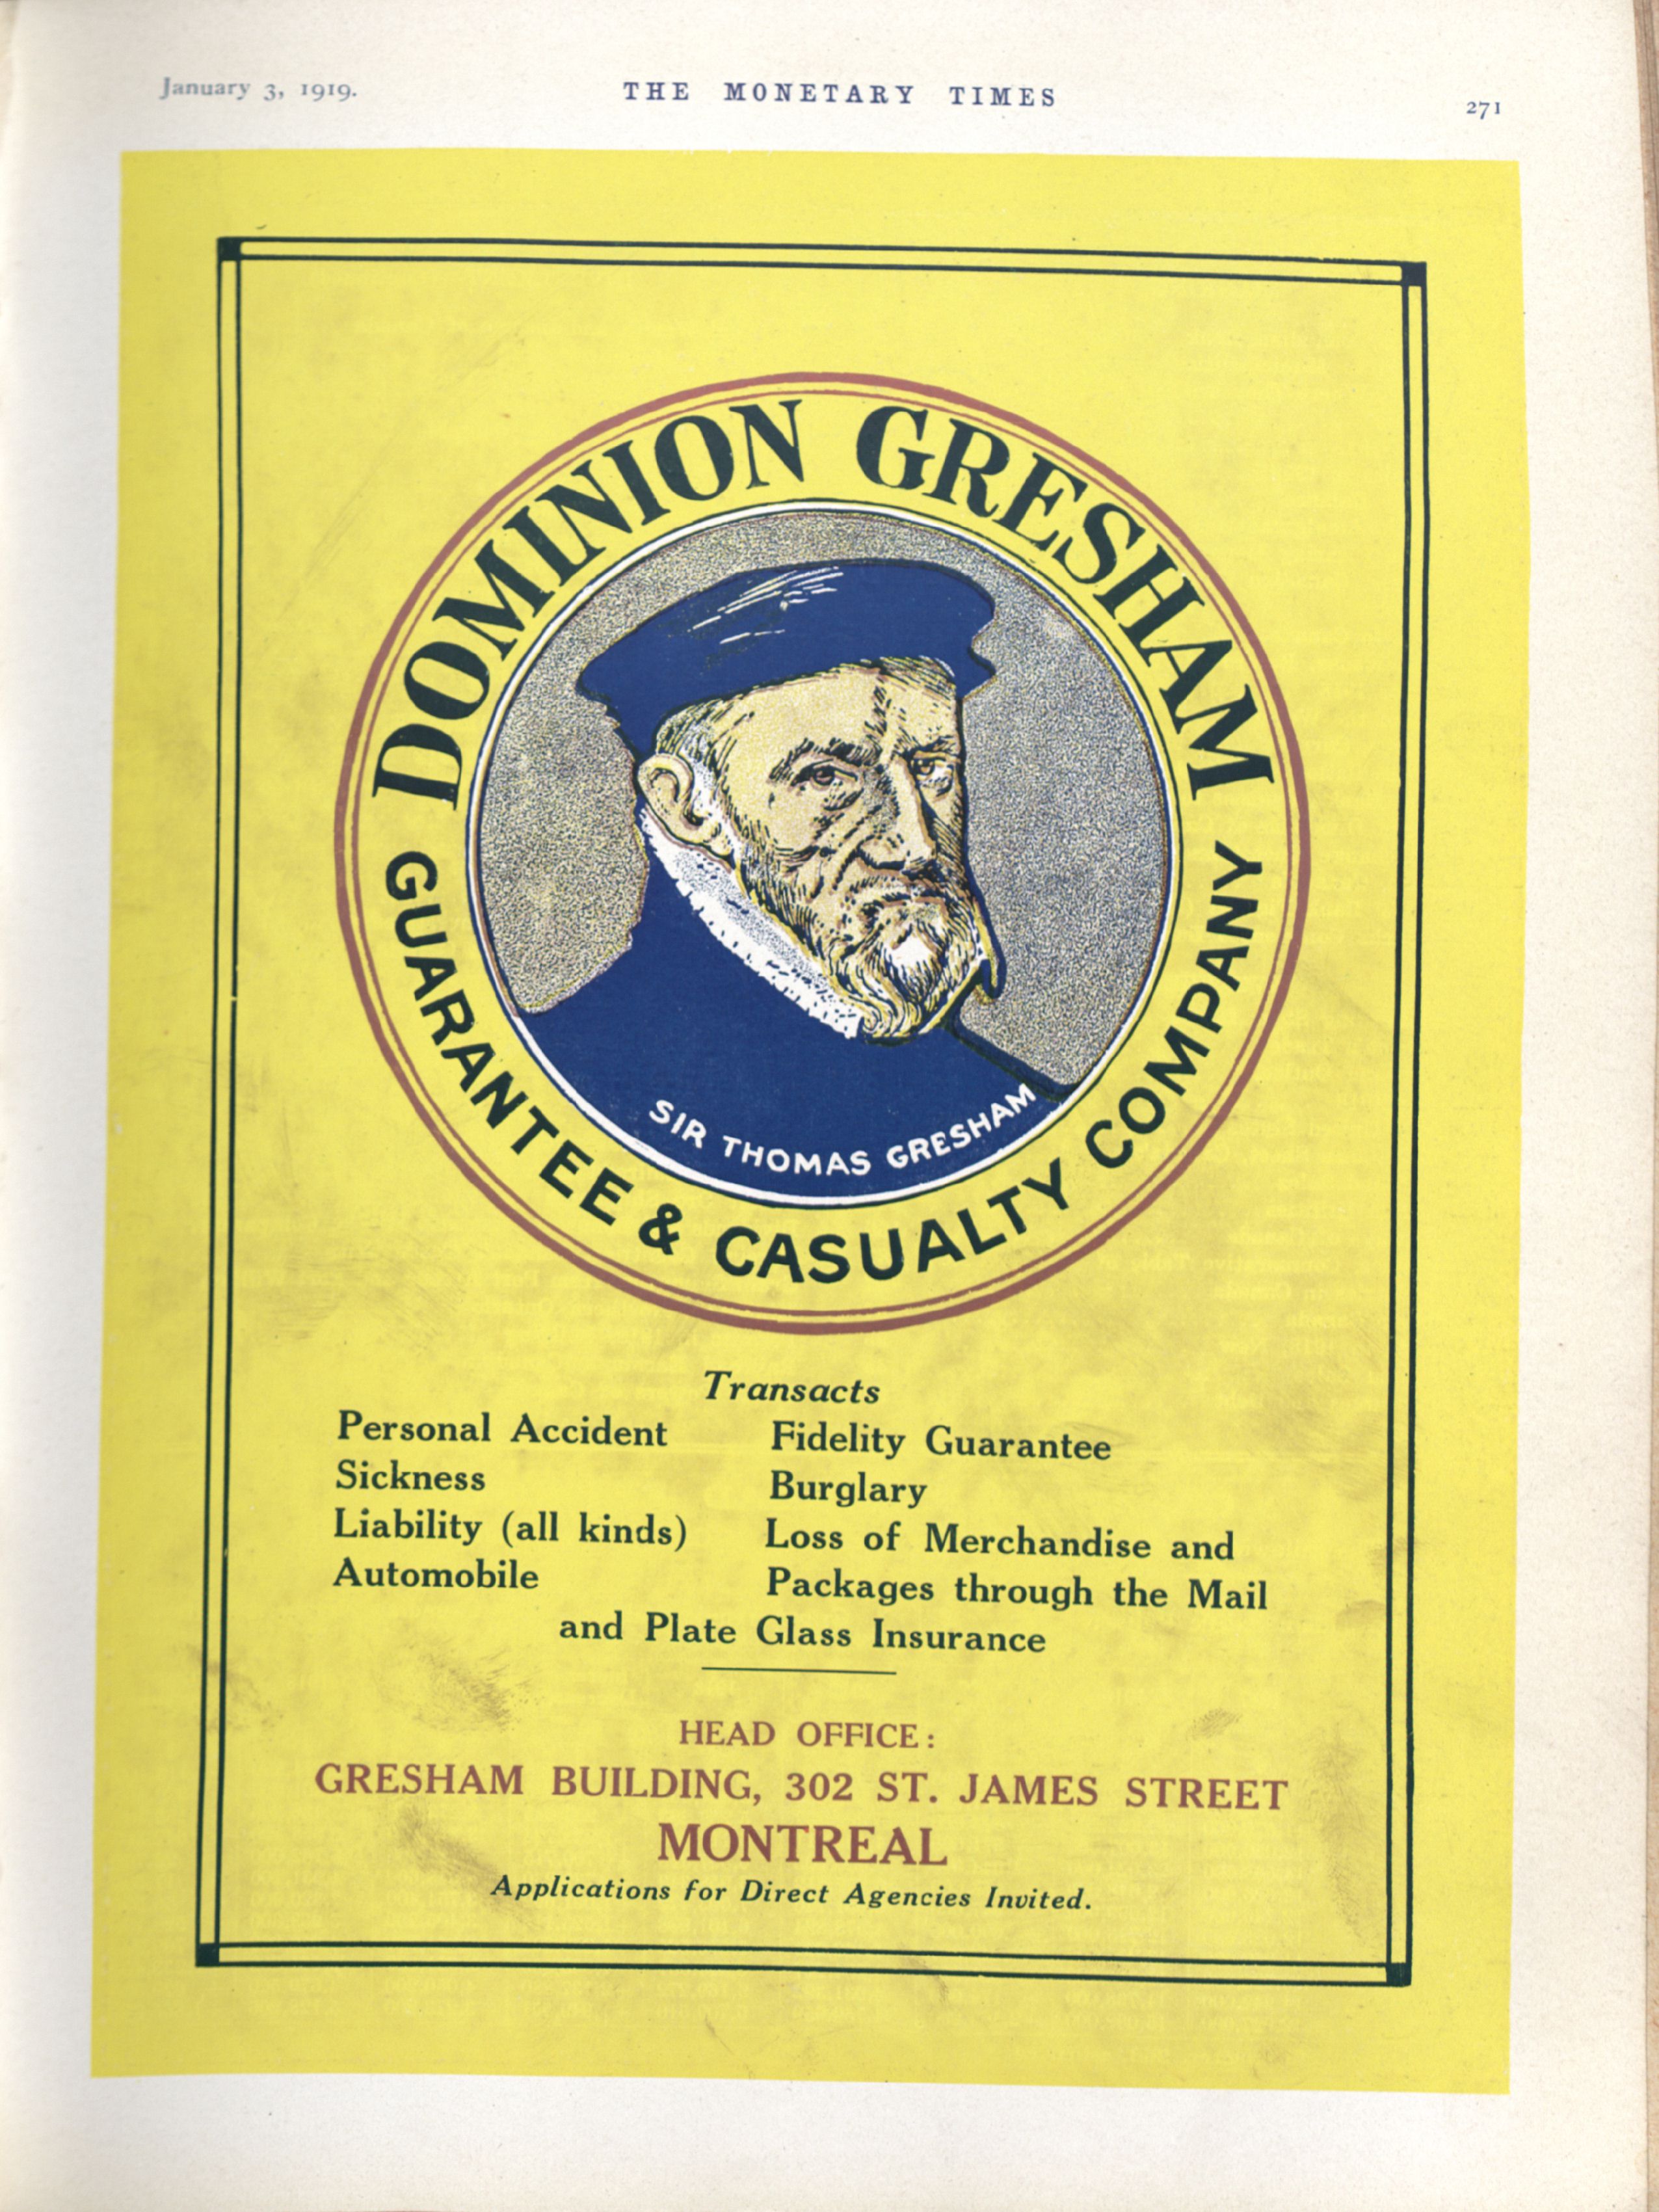 January 3, 1919.
THE MONETARY TIMES
271
DOMINION GRESHAM
GUARANTEE & CASUALTY COMPANY
SIR THOMAS GRESHAM
Transacts
Personal Accident
Sickness
Liability (all kinds)
Automobile
Fidelity Guarantee
Burglary
Loss of Merchandise and
Packages through the Mail
and Plate Glass Insurance
HEAD OFFICE:
GRESHAM BUILDING, 302 ST. JAMES STREET
MONTREAL
Applications for Direct Agencies Invited.